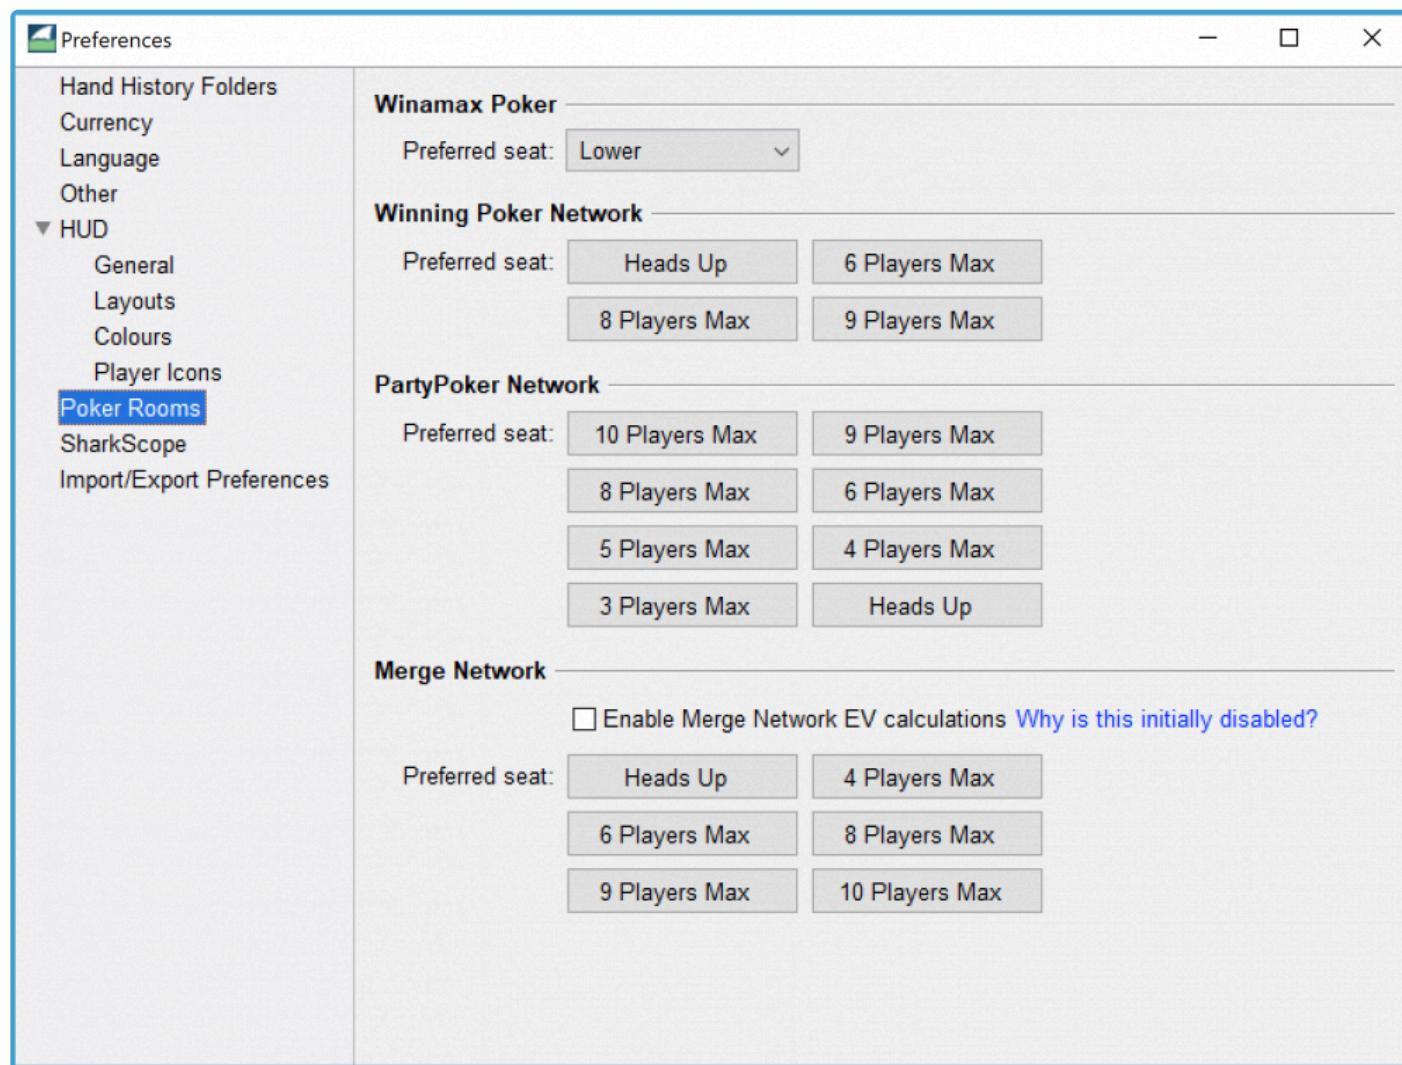 Preferences
Hand History Folders
Currency
Language
Other
HUD
General
Layouts
Colours
Player Icons
Poker Rooms
SharkScope
Import/Export Preferences
Winamax Poker
Preferred seat: Lower
Winning Poker Network
Preferred seat: Heads Up 6 Players Max
8 Players Max 9 Players Max
PartyPoker Network
Preferred seat: 10 Players Max 9 Players Max
8 Players Max 6 Players Max
5 Players Max 4 Players Max
3 Players Max Heads Up
Merge Network
Enable Merge Network EV calculations Why is this initially disabled?
Preferred seat: Heads Up 4 Players Max
6 Players Max 8 Players Max
9 Players Max 10 Players Max